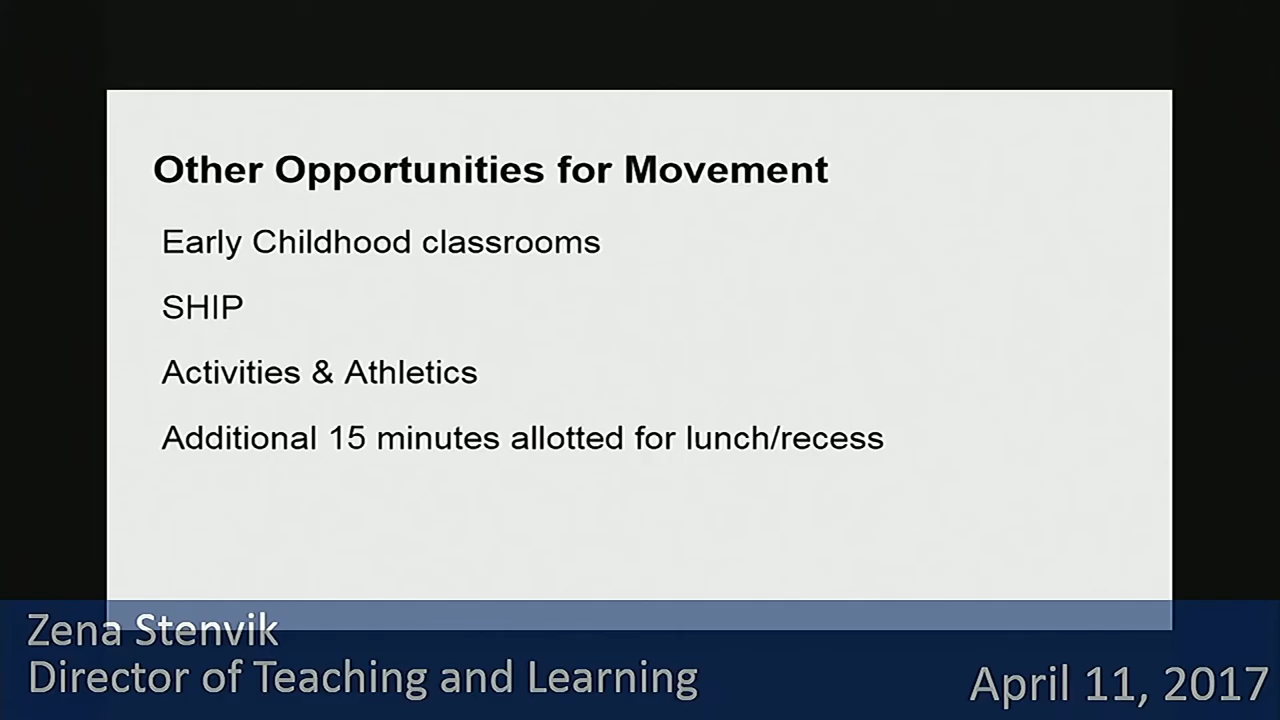 Other Opportunities for Movement
Early Childhood classrooms
SHIP
Activities & Athletics
Additional 15 minutes allotted for lunch/recess
Zena Stenvik
Director of Teaching and Learning
April 11, 2017